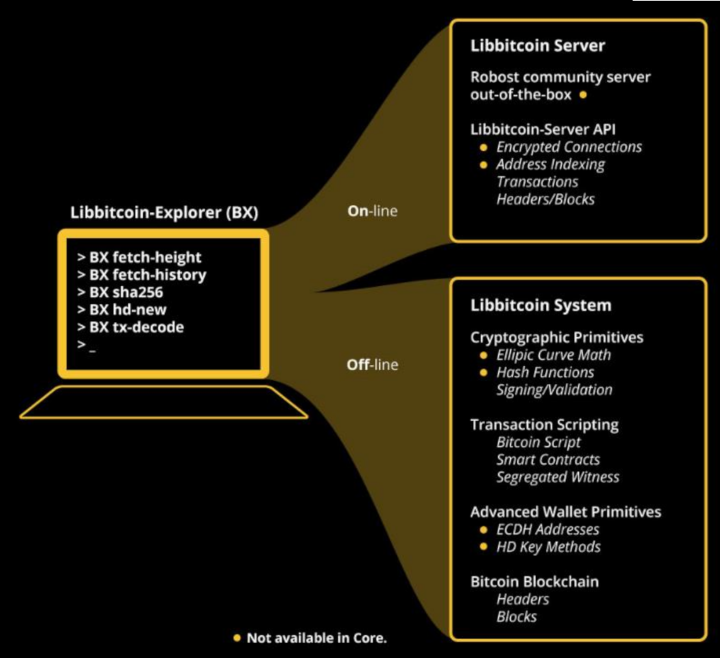 Libbitcoin-Explorer (BX)
> BX fetch-height
> BX fetch-history
> BX sha256
> BX hd-new
> BX tx-decode
> _
On-line
Off-line
Libbitcoin Server
Robost community server
out-of-the-box
Libbitcoin-Server API
Encrypted Connections
Address Indexing
Transactions
Headers/Blocks
Libbitcoin System
Cryptographic Primitives
Ellipic Curve Math
Hash Functions
Signing/Validation
Transaction Scripting
Bitcoin Script
Smart Contracts
Segregated Witness
Advanced Wallet Primitives
ECDH Addresses
HD Key Methods
Bitcoin Blockchain
Headers
Blocks
Not available in Core.